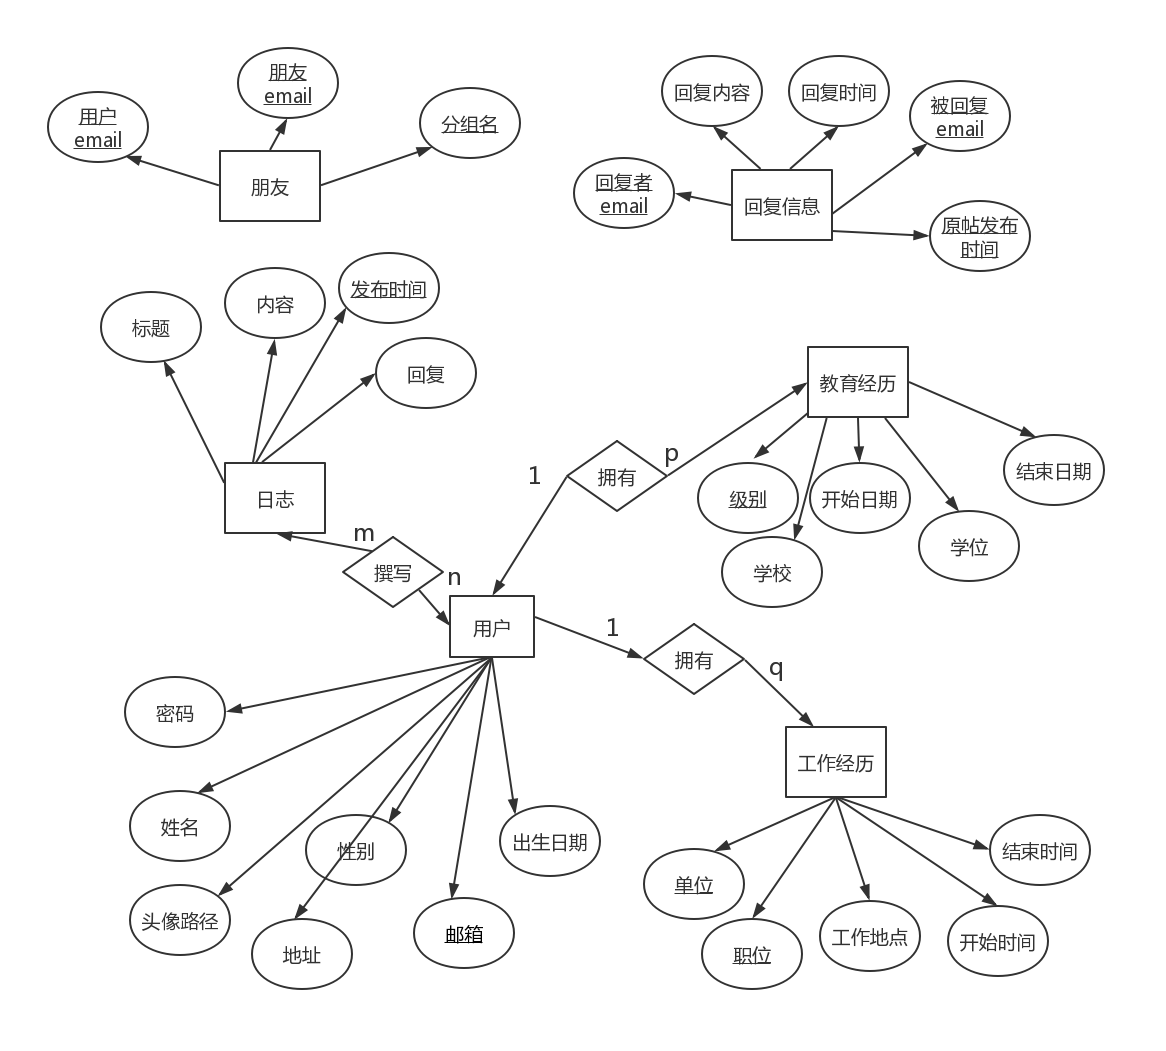 朋友
email
用户
email
分组名
朋友
回复内容
回复时间
被回复
email
回复者
email
回复信息
原帖发布
时间
标题
内容
发布时间
回复
日志
教育经历
1
拥有
p
级别
开始日期
结束日期
学校
学位
m
撰写
n
用户
1
拥有
q
工作经历
密码
姓名
头像路径
性别
地址
邮箱
出生日期
单位
职位
工作地点
开始时间
结束时间